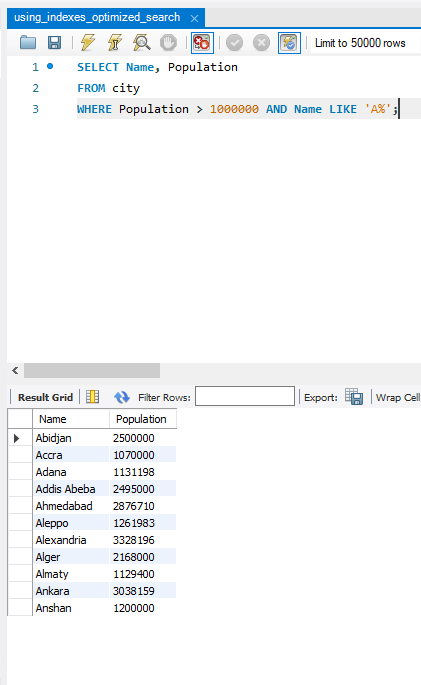 using_indexes_optimized_search
Limit to 50000 rows
1 SELECT Name, Population
2 FROM city
3 WHERE Population > 1000000 AND Name LIKE 'A%';
Result Grid Filter Rows: Export: Wrap Cell
Name Population
Abidjan 2500000
Accra 1070000
Adana 1131198
Addis Abeba 2495000
Ahmedabad 2876710
Aleppo 1261983
Alexandria 3328196
Alger 2168000
Almaty 1129400
Ankara 3038159
Anshan 1200000